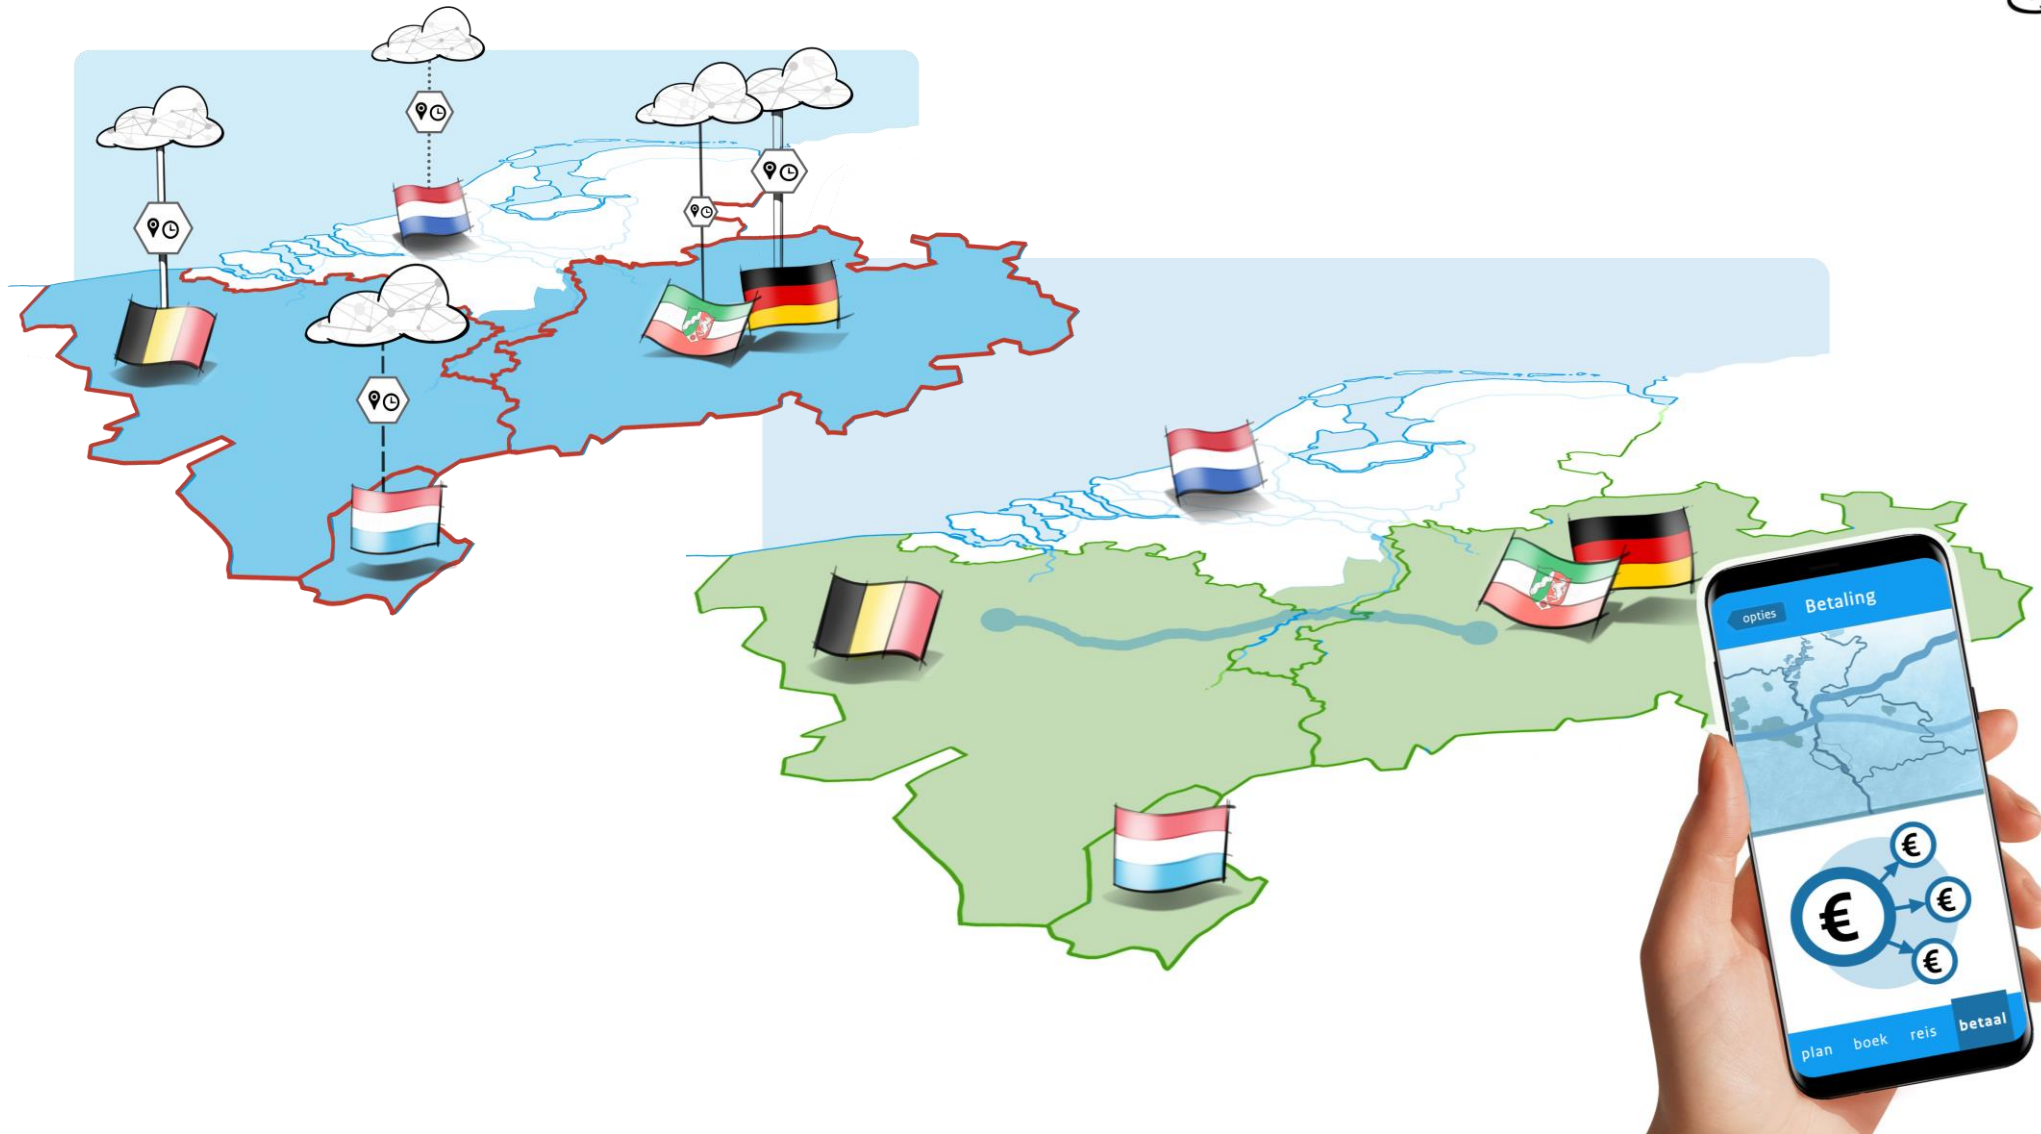 opties
Betaling
€
€
€
€
plan boek reis betaal